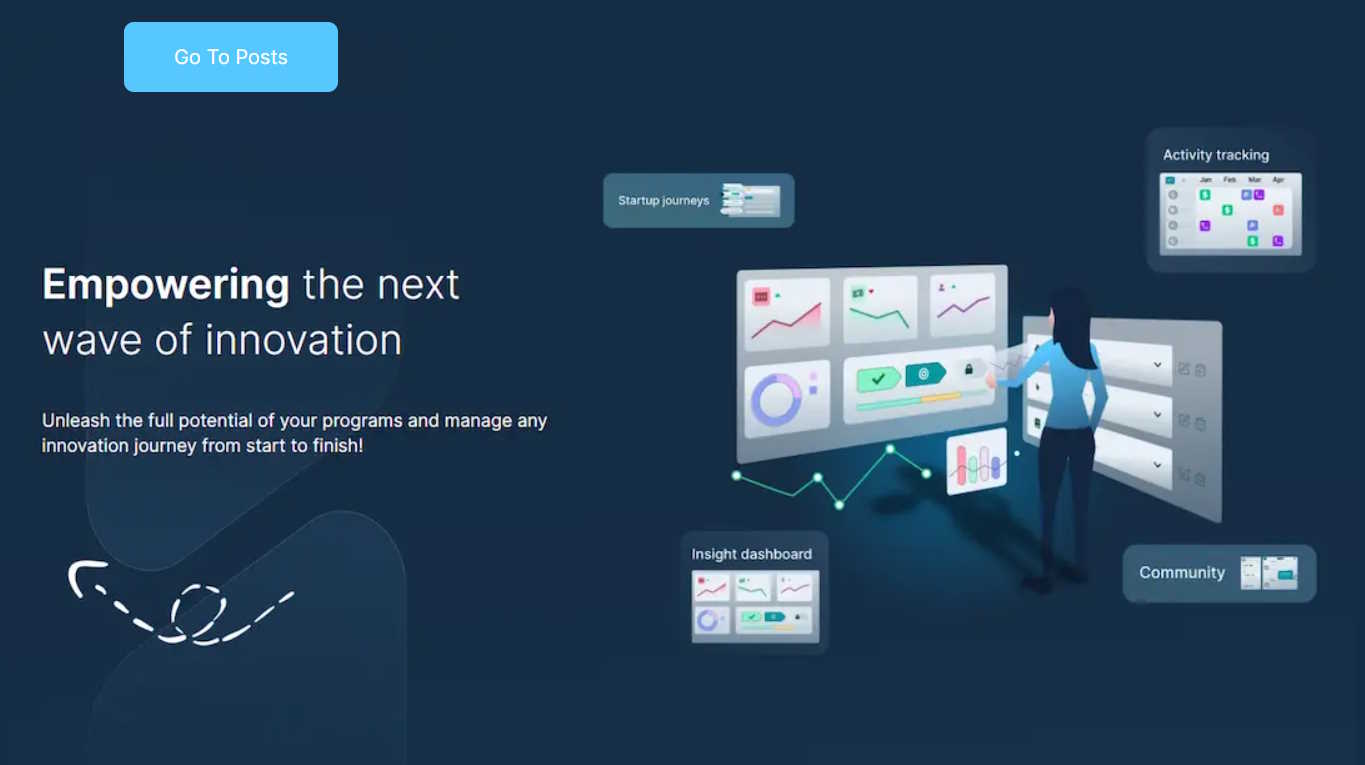 Go To Posts
Activity tracking
Jan Feb Mar Apr
Startup journeys
Empowering the next
wave of innovation
Unleash the full potential of your programs and manage any
innovation journey from start to finish!
Insight dashboard
Community